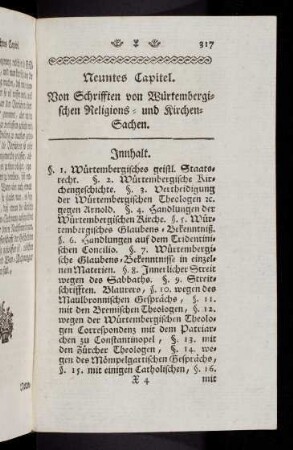 317
Neuntes Capitel.
Von Schrifften von Würtembergi-
schen Religions- und Kirchen-
Sachen.
Innhalt.
§. 1. Würtembergisches geistl. Staats-
recht. §. 2. Würtembergische Kir-
chengeschichte. §. 3. Vertheidigung
der Würtembergischen Theologen ꝛc.
gegen Arnold. §. 4. Handlungen der
Würtembergischen Kirche. §. 5. Wür-
tembergisches Glaubens-Bekenntniß.
§. 6. Handlungen auf dem Tridentini-
schen Concilio. §. 7. Würtembergi-
sche Glaubens-Bekenntnisse in einzel-
nen Materien. §. 8. Innerlicher Streit
wegen des Sabbaths. §. 9. Streit-
schrifften. Blauers, §. 10. wegen des
Maulbronnischen Gesprächs, §. 11.
mit den Bremischen Theologen, §. 12.
wegen der Würtembergischen Theolo-
gen Correspondenz mit dem Patriar-
chen zu Constantinopel, §. 13. mit
den Zürcher Theologen, §. 14. we-
gen des Mömpelgartischen Gesprächs,
§. 15. mit einigen Catholischen, §. 16.
X 4 mit